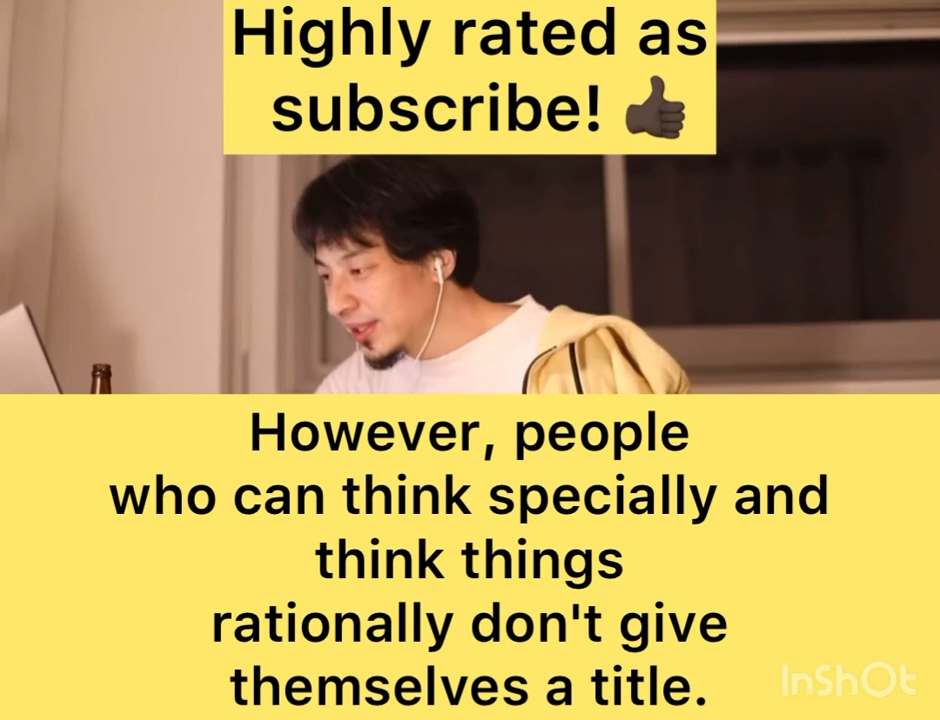 Highly rated as
subscribe! 👍🏿
However, people
who can think specially and
think things
rationally don't give
themselves a title.
InShOt